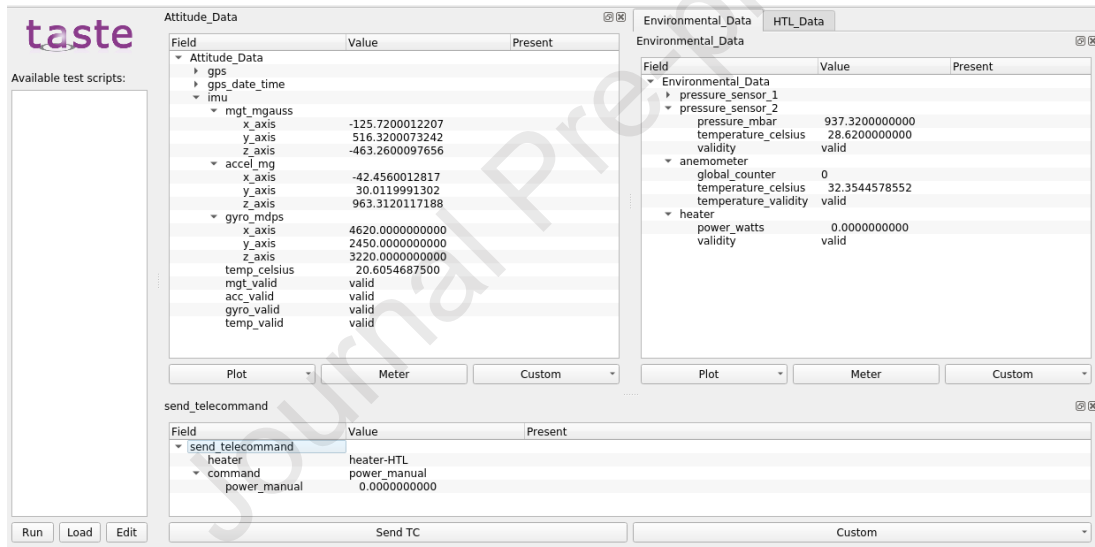 taste
Available test scripts:
Run Load Edit
Attitude_Data
Field Value Present
Attitude_Data
gps
gps_date_time
imu
mgt_mgauss
x_axis -125.7200012207
y_axis 516.3200073242
z_axis -463.2600097656
accel_mg
x_axis -42.4560012817
y_axis 30.0119991302
z_axis 963.3120117188
gyro_mdps
x_axis 4620.0000000000
y_axis 2450.0000000000
z_axis 3220.0000000000
temp_celsius 20.6054687500
mgt_valid valid
acc_valid valid
gyro_valid valid
temp_valid valid
Plot Meter Custom
Environmental_Data HTL_Data
Environmental_Data
Field Value Present
Environmental_Data
pressure_sensor_1
pressure_sensor_2
pressure_mbar 937.3200000000
temperature_celsius 28.6200000000
validity valid
anemometer
global_counter 0
temperature_celsius 32.3544578552
temperature_validity valid
heater
power_watts 0.0000000000
validity valid
Plot Meter Custom
send_telecommand
Field Value Present
send_telecommand
heater heater-HTL
command power_manual
power_manual 0.0000000000
Send TC Custom
Journal Pre-p